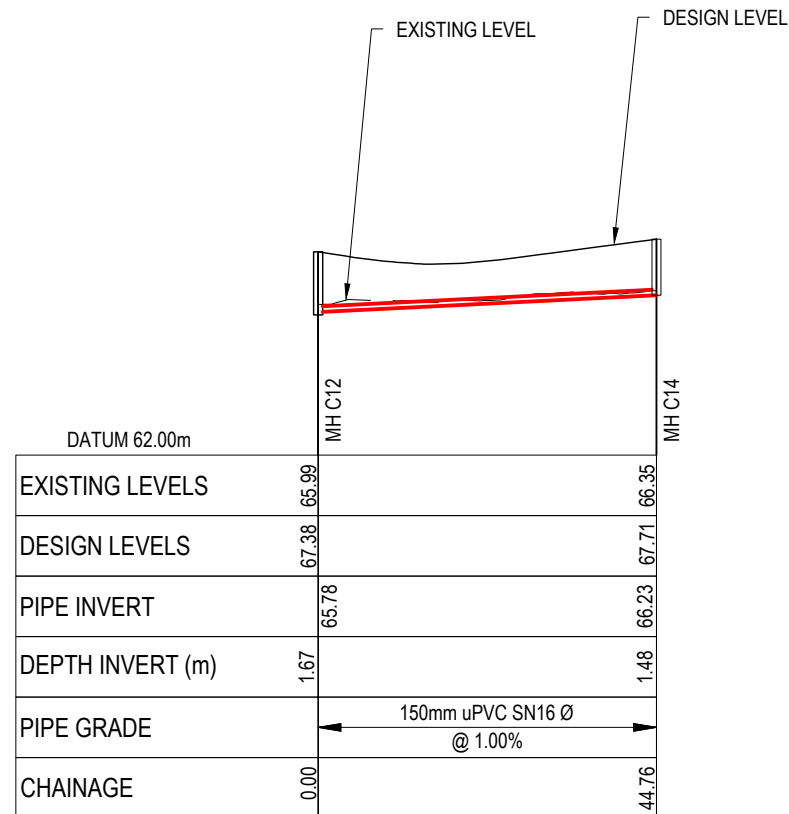 EXISTING LEVEL
DESIGN LEVEL
MH C12
MH C14
DATUM 62.00m
EXISTING LEVELS 65.99 66.35
DESIGN LEVELS 67.38 67.71
PIPE INVERT 65.78 66.23
DEPTH INVERT (m) 1.67 1.48
PIPE GRADE 150mm uPVC SN16 Ø
@ 1.00%
CHAINAGE 0.00 44.76